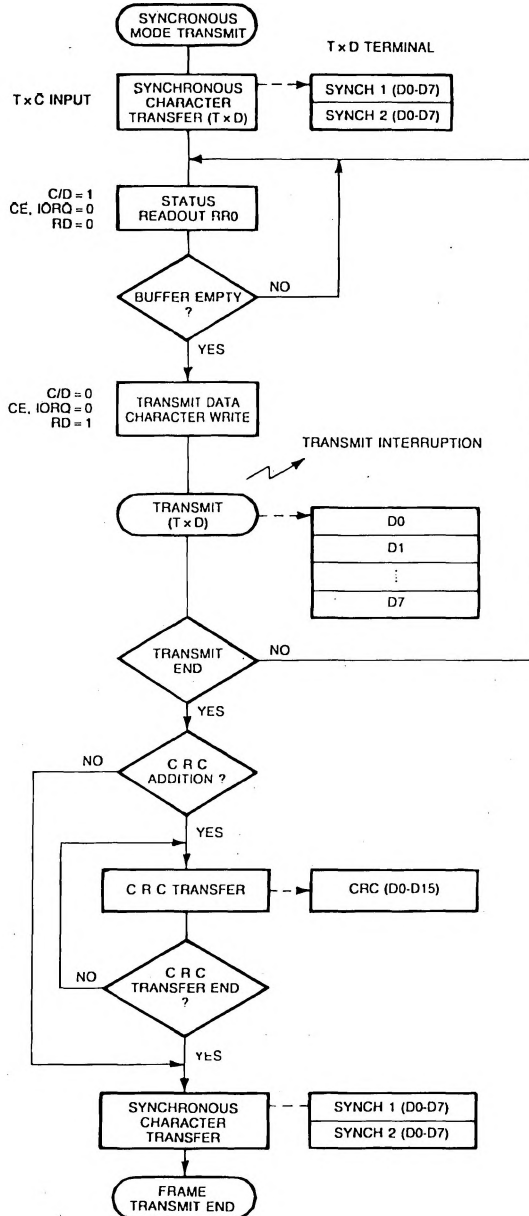 SYNCRONOUS
MODE TRANSMIT
T×D TERMINAL
T×C̄ INPUT
SYNCHRONOUS
CHARACTER
TRANSFER (T×D)
SYNCH 1 (D0-D7)
SYNCH 2 (D0-D7)
C/D = 1
C̄Ē, IŌRQ̄ = 0
RD = 0
STATUS
READOUT RR0
BUFFER EMPTY
?
NO
YES
C/D = 0
CE, IORQ = 0
RD = 1
TRANSMIT DATA
CHARACTER WRITE
TRANSMIT INTERRUPTION
TRANSMIT
(T×D)
D0
D1
⋮
D7
TRANSMIT
END
NO
YES
NO
C R C
ADDITION ?
YES
C R C TRANSFER
CRC (D0-D15)
NO
C R C
TRANSFER END
?
YES
SYNCHRONOUS
CHARACTER
TRANSFER
SYNCH 1 (D0-D7)
SYNCH 2 (D0-D7)
FRAME
TRANSMIT END